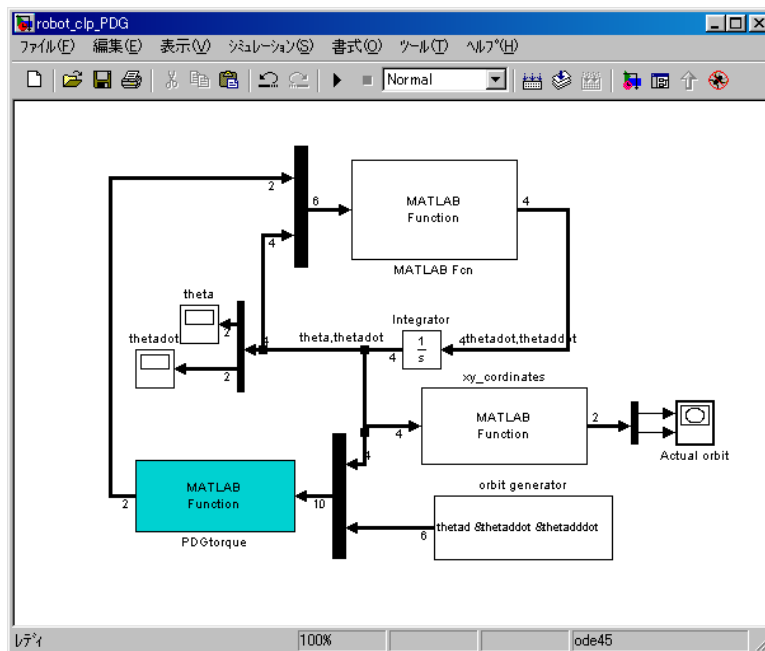 robot_clp_PDG
ファイル(F) 編集(E) 表示(V) シミュレーション(S) 書式(O) ツール(T) ヘルプ(H)
Normal
2
6
MATLAB
Function
4
4
MATLAB Fcn
theta
2
thetadot
2
4
theta,thetadot
Integrator
1
s
4
4
thetadot,thetaddot
xy_cordinates
MATLAB
Function
4
2
Actual orbit
4
orbit generator
MATLAB
Function
2
10
PDGtorque
thetad &thetaddot &thetadddot
6
レディ 100% ode45